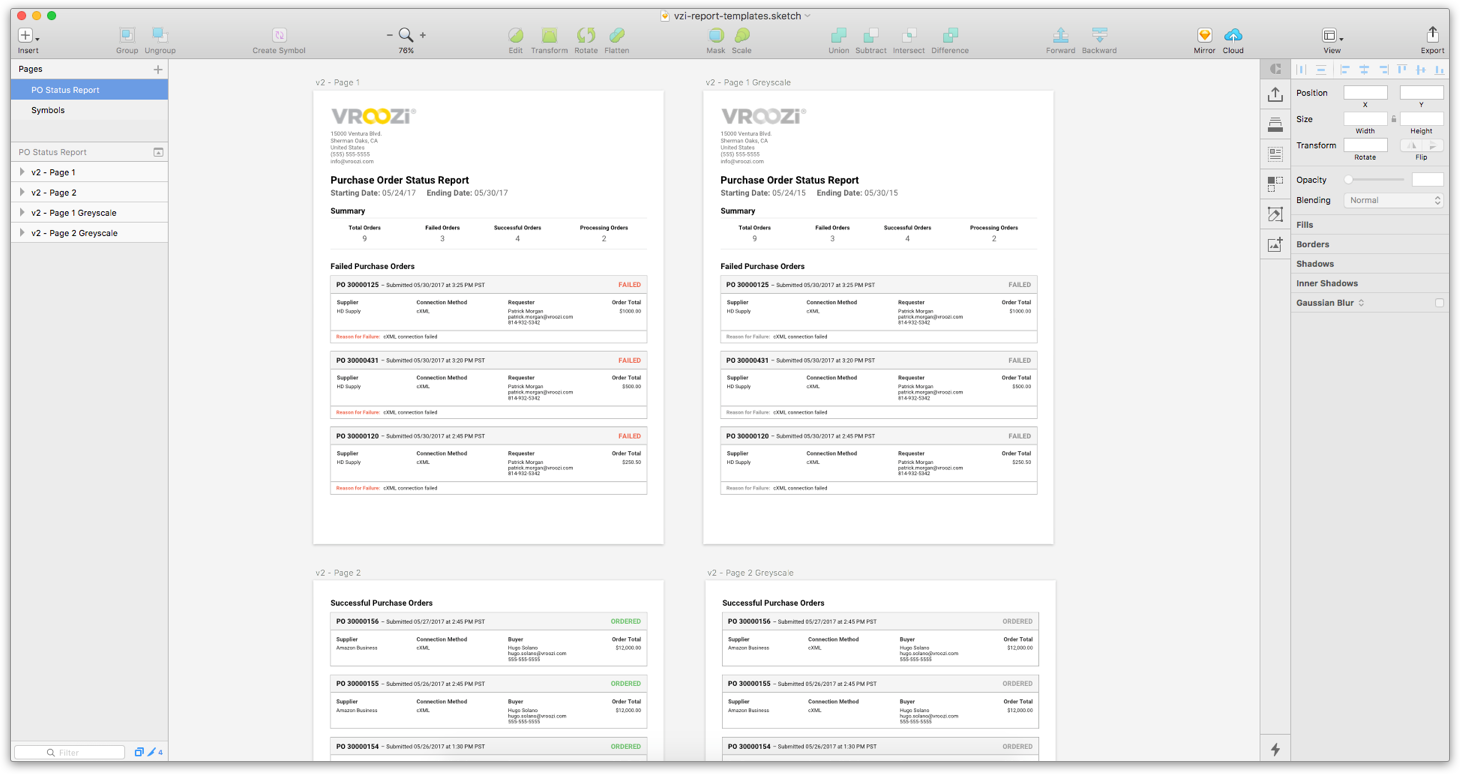 vzi-report-templates.sketch
Insert
Group Ungroup
Create Symbol
− 76% +
Edit Transform Rotate Flatten
Mask Scale
Union Subtract Intersect Difference
Forward Backward
Mirror Cloud
View
Export
Pages
PO Status Report
Symbols
PO Status Report
v2 - Page 1
v2 - Page 2
v2 - Page 1 Greyscale
v2 - Page 2 Greyscale
Filter
4
v2 - Page 1
VROOZI®
15000 Ventura Blvd.
Sherman Oaks, CA
United States
(555) 555-5555
info@vroozi.com
Purchase Order Status Report
Starting Date: 05/24/17 Ending Date: 05/30/17
Summary
Total Orders Failed Orders Successful Orders Processing Orders
9 3 4 2
Failed Purchase Orders
PO 30000125 – Submitted 05/30/2017 at 3:25 PM PST FAILED
Supplier Connection Method Requester Order Total
HD Supply cXML Patrick Morgan $1000.00
patrick.morgan@vroozi.com
814-932-5342
Reason for Failure: cXML connection failed
PO 30000431 – Submitted 05/30/2017 at 3:20 PM PST FAILED
Supplier Connection Method Requester Order Total
HD Supply cXML Patrick Morgan $500.00
patrick.morgan@vroozi.com
814-932-5342
Reason for Failure: cXML connection failed
PO 30000120 – Submitted 05/30/2017 at 2:45 PM PST FAILED
Supplier Connection Method Requester Order Total
HD Supply cXML Patrick Morgan $250.50
patrick.morgan@vroozi.com
814-932-5342
Reason for Failure: cXML connection failed
v2 - Page 1 Greyscale
VROOZI®
15000 Ventura Blvd.
Sherman Oaks, CA
United States
(555) 555-5555
info@vroozi.com
Purchase Order Status Report
Starting Date: 05/24/15 Ending Date: 05/30/15
Summary
Total Orders Failed Orders Successful Orders Processing Orders
9 3 4 2
Failed Purchase Orders
PO 30000125 – Submitted 05/30/2017 at 3:25 PM PST FAILED
Supplier Connection Method Requester Order Total
HD Supply cXML Patrick Morgan $1000.00
patrick.morgan@vroozi.com
814-932-5342
Reason for Failure: cXML connection failed
PO 30000431 – Submitted 05/30/2017 at 3:20 PM PST FAILED
Supplier Connection Method Requester Order Total
HD Supply cXML Patrick Morgan $500.00
patrick.morgan@vroozi.com
814-932-5342
Reason for Failure: cXML connection failed
PO 30000120 – Submitted 05/30/2017 at 2:45 PM PST FAILED
Supplier Connection Method Requester Order Total
HD Supply cXML Patrick Morgan $250.50
patrick.morgan@vroozi.com
814-932-5342
Reason for Failure: cXML connection failed
v2 - Page 2
Successful Purchase Orders
PO 30000156 – Submitted 05/27/2017 at 2:45 PM PST ORDERED
Supplier Connection Method Buyer Order Total
Amazon Business cXML Hugo Solano $12,000.00
hugo.solano@vroozi.com
555-555-5555
PO 30000155 – Submitted 05/26/2017 at 2:45 PM PST ORDERED
Supplier Connection Method Buyer Order Total
Amazon Business cXML Hugo Solano $12,000.00
hugo.solano@vroozi.com
555-555-5555
PO 30000154 – Submitted 05/26/2017 at 1:30 PM PST ORDERED
v2 - Page 2 Greyscale
Successful Purchase Orders
PO 30000156 – Submitted 05/27/2017 at 2:45 PM PST ORDERED
Supplier Connection Method Buyer Order Total
Amazon Business cXML Hugo Solano $12,000.00
hugo.solano@vroozi.com
555-555-5555
PO 30000155 – Submitted 05/26/2017 at 2:45 PM PST ORDERED
Supplier Connection Method Buyer Order Total
Amazon Business cXML Hugo Solano $12,000.00
hugo.solano@vroozi.com
555-555-5555
PO 30000154 – Submitted 05/26/2017 at 1:30 PM PST ORDERED
Position
X Y
Size
Width Height
Transform
Rotate Flip
Opacity
Blending Normal
Fills
Borders
Shadows
Inner Shadows
Gaussian Blur